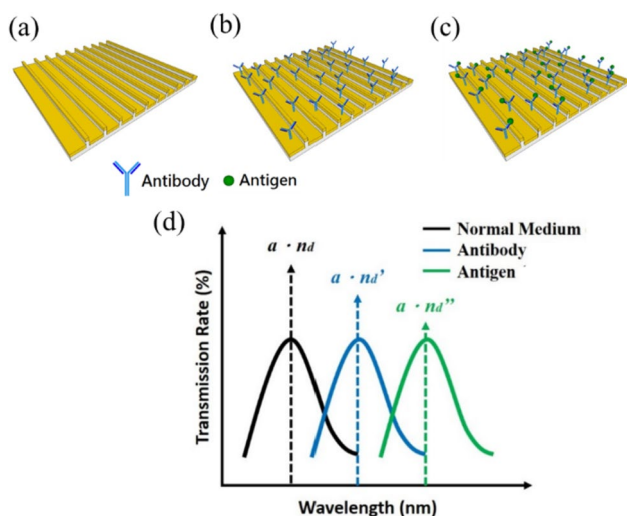 (a)
(b)
(c)
Antibody
Antigen
(d)
Normal Medium
Antibody
Antigen
a · nd
a · nd'
a · nd''
Transmission Rate (%)
Wavelength (nm)